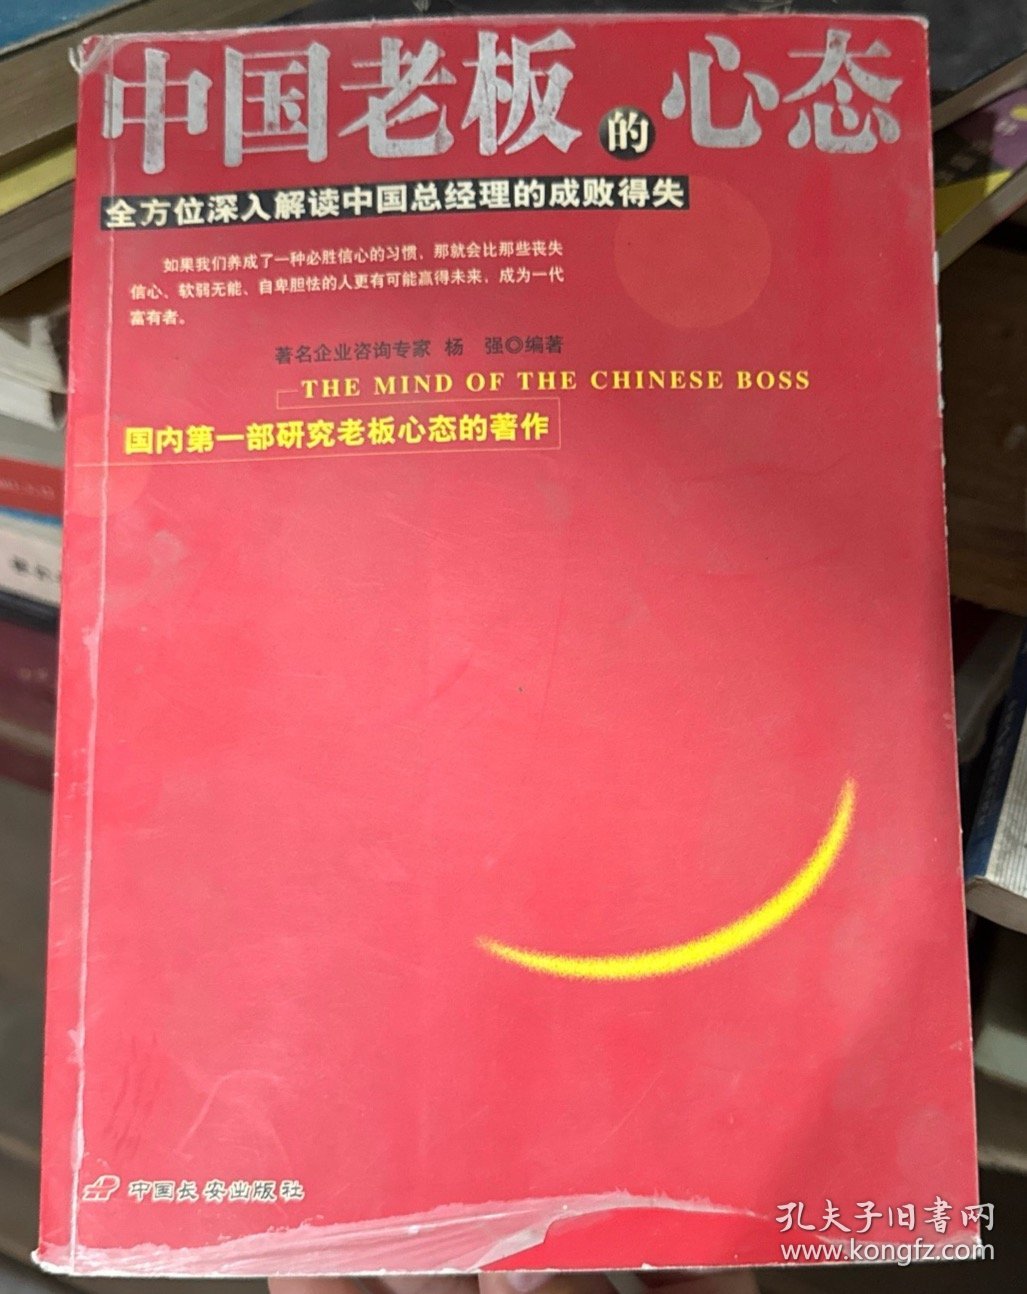 中国老板的心态
全方位深入解读中国总经理的成败得失
如果我们养成了一种必胜信心的习惯，那就会比那些丧失
信心、软弱无能、自卑胆怯的人更有可能赢得未来，成为一代
富有者。
著名企业咨询专家 杨 强◎编著
THE MIND OF THE CHINESE BOSS
国内第一部研究老板心态的著作
中国长安出版社
孔夫子旧书网
www.kongfz.com